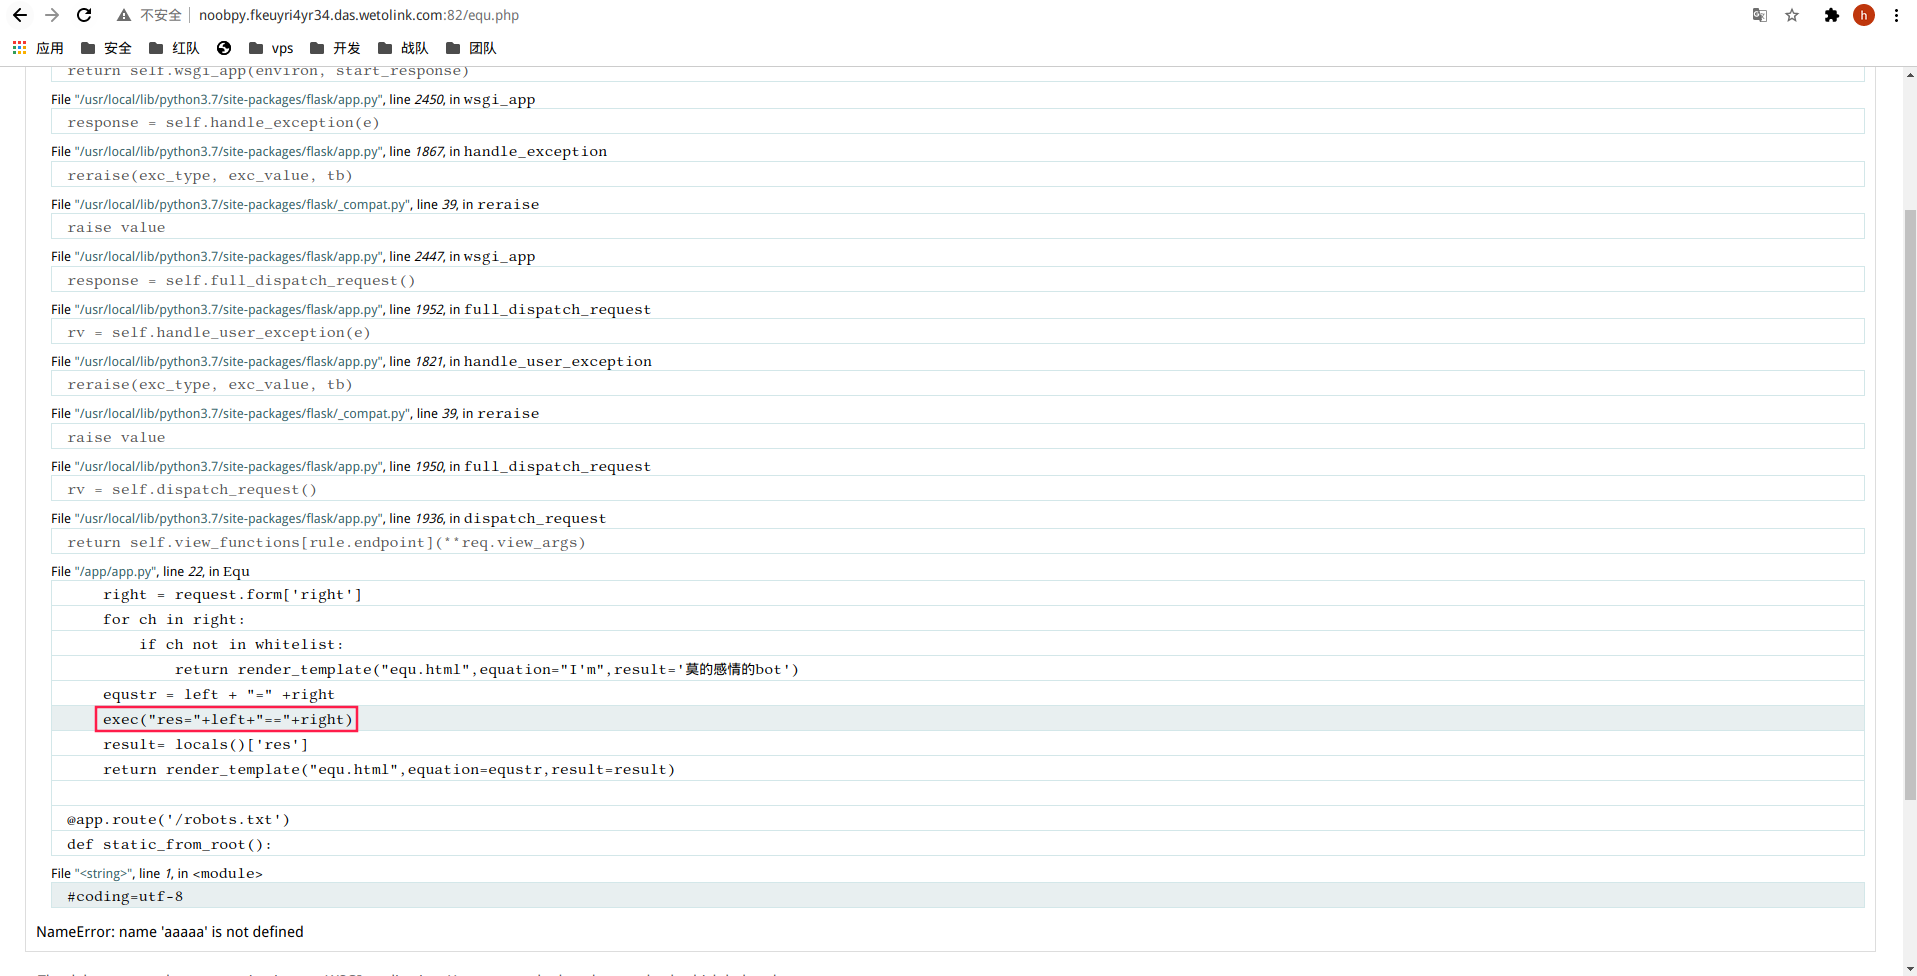 不安全 noobpy.fkeuyri4yr34.das.wetolink.com:82/equ.php h
应用 安全 红队 vps 开发 战队 团队
return self.wsgi_app(environ, start_response)
File "/usr/local/lib/python3.7/site-packages/flask/app.py", line 2450, in wsgi_app
response = self.handle_exception(e)
File "/usr/local/lib/python3.7/site-packages/flask/app.py", line 1867, in handle_exception
reraise(exc_type, exc_value, tb)
File "/usr/local/lib/python3.7/site-packages/flask/_compat.py", line 39, in reraise
raise value
File "/usr/local/lib/python3.7/site-packages/flask/app.py", line 2447, in wsgi_app
response = self.full_dispatch_request()
File "/usr/local/lib/python3.7/site-packages/flask/app.py", line 1952, in full_dispatch_request
rv = self.handle_user_exception(e)
File "/usr/local/lib/python3.7/site-packages/flask/app.py", line 1821, in handle_user_exception
reraise(exc_type, exc_value, tb)
File "/usr/local/lib/python3.7/site-packages/flask/_compat.py", line 39, in reraise
raise value
File "/usr/local/lib/python3.7/site-packages/flask/app.py", line 1950, in full_dispatch_request
rv = self.dispatch_request()
File "/usr/local/lib/python3.7/site-packages/flask/app.py", line 1936, in dispatch_request
return self.view_functions[rule.endpoint](**req.view_args)
File "/app/app.py", line 22, in Equ
right = request.form['right']
for ch in right:
if ch not in whitelist:
return render_template("equ.html",equation="I'm",result='莫的感情的bot')
equstr = left + "=" +right
exec("res="+left+"=="+right)
result= locals()['res']
return render_template("equ.html",equation=equstr,result=result)
@app.route('/robots.txt')
def static_from_root():
File "<string>", line 1, in <module>
#coding=utf-8
NameError: name 'aaaaa' is not defined